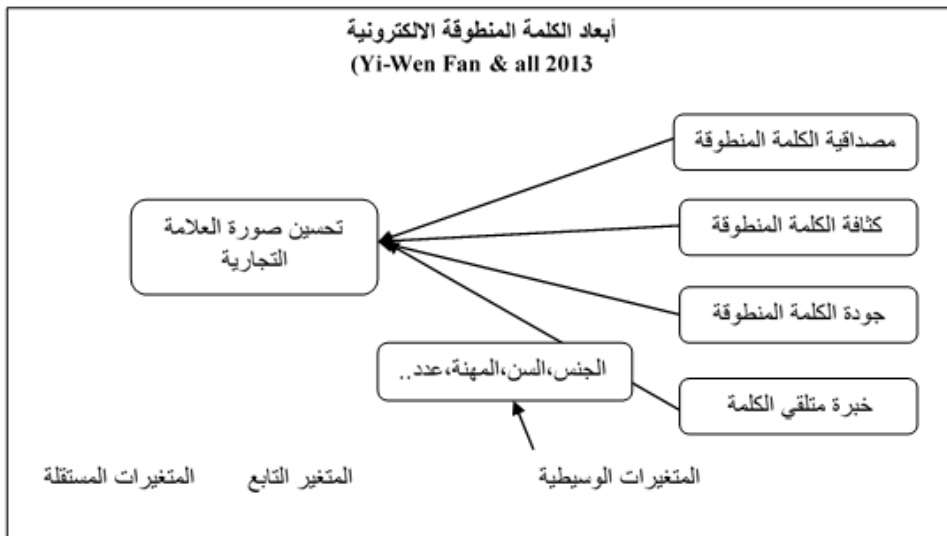 أبعاد الكلمة المنطوقة الالكترونية
(Yi-Wen Fan & all 2013
مصداقية الكلمة المنطوقة
كثافة الكلمة المنطوقة
تحسين صورة العلامة
التجارية
جودة الكلمة المنطوقة
الجنس،السن،المهنة،عدد..
خبرة متلقي الكلمة
المتغيرات الوسيطية
المتغير التابع
المتغيرات المستقلة